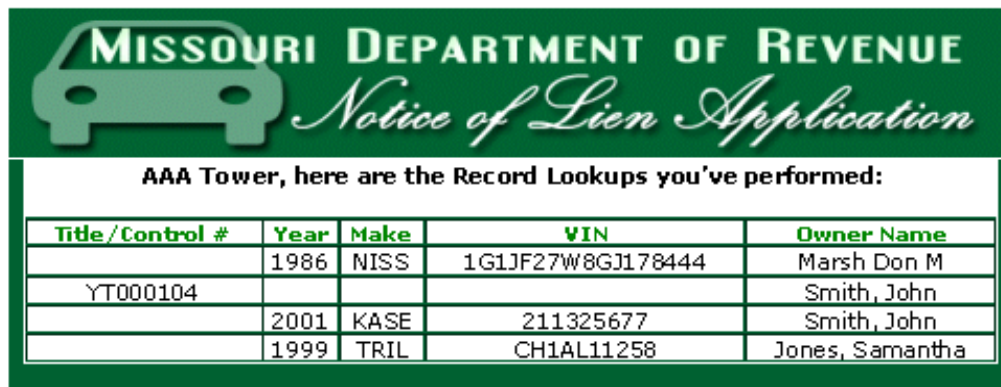 MISSOURI DEPARTMENT OF REVENUE
Notice of Lien Application
AAA Tower, here are the Record Lookups you've performed:
Title/Control # Year Make VIN Owner Name
1986 NISS 1G1JF27W8GJ178444 Marsh Don M
YT000104 Smith, John
2001 KASE 211325677 Smith, John
1999 TRIL CH1AL11258 Jones, Samantha